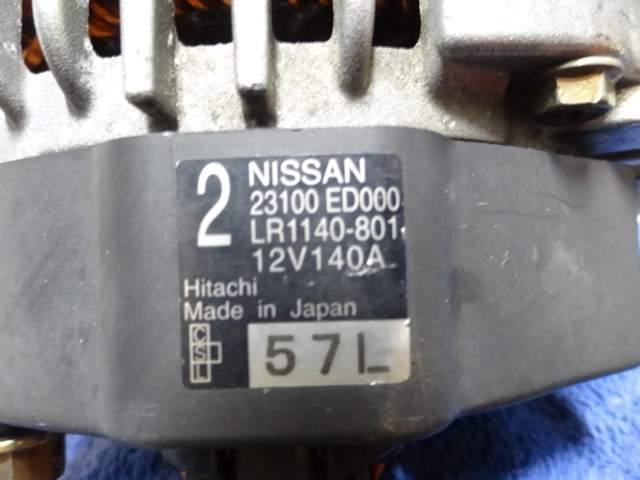 2 NISSAN
23100 ED000
LR1140-801
12V140A
Hitachi
Made in Japan
C
S
L
57L